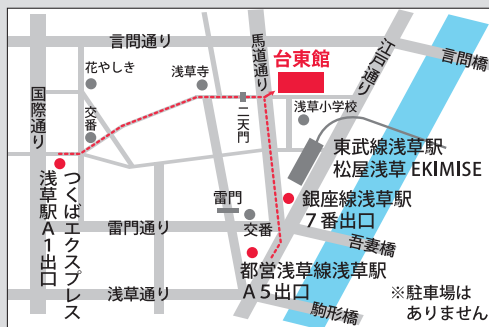 言問通り
馬道通り
江戸通り
言問橋
台東館
花やしき
浅草寺
国際通り
交番
二天門
浅草小学校
東武線浅草駅
松屋浅草 EKIMISE
つくばエクスプレス
浅草駅A1出口
雷門
銀座線浅草駅
7番出口
雷門通り
交番
吾妻橋
都営浅草線浅草駅
A5出口
浅草通り
駒形橋
※駐車場は
ありません